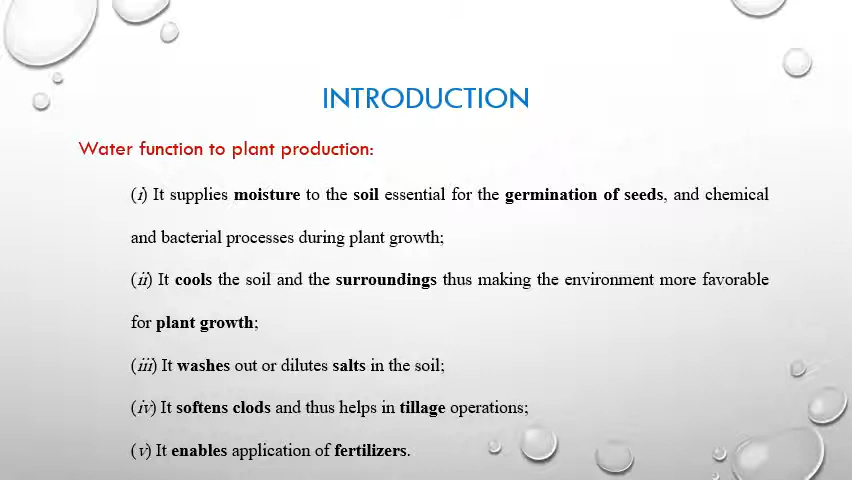 INTRODUCTION
Water function to plant production:
(i) It supplies moisture to the soil essential for the germination of seeds, and chemical
and bacterial processes during plant growth;
(ii) It cools the soil and the surroundings thus making the environment more favorable
for plant growth;
(iii) It washes out or dilutes salts in the soil;
(iv) It softens clods and thus helps in tillage operations;
(v) It enables application of fertilizers.